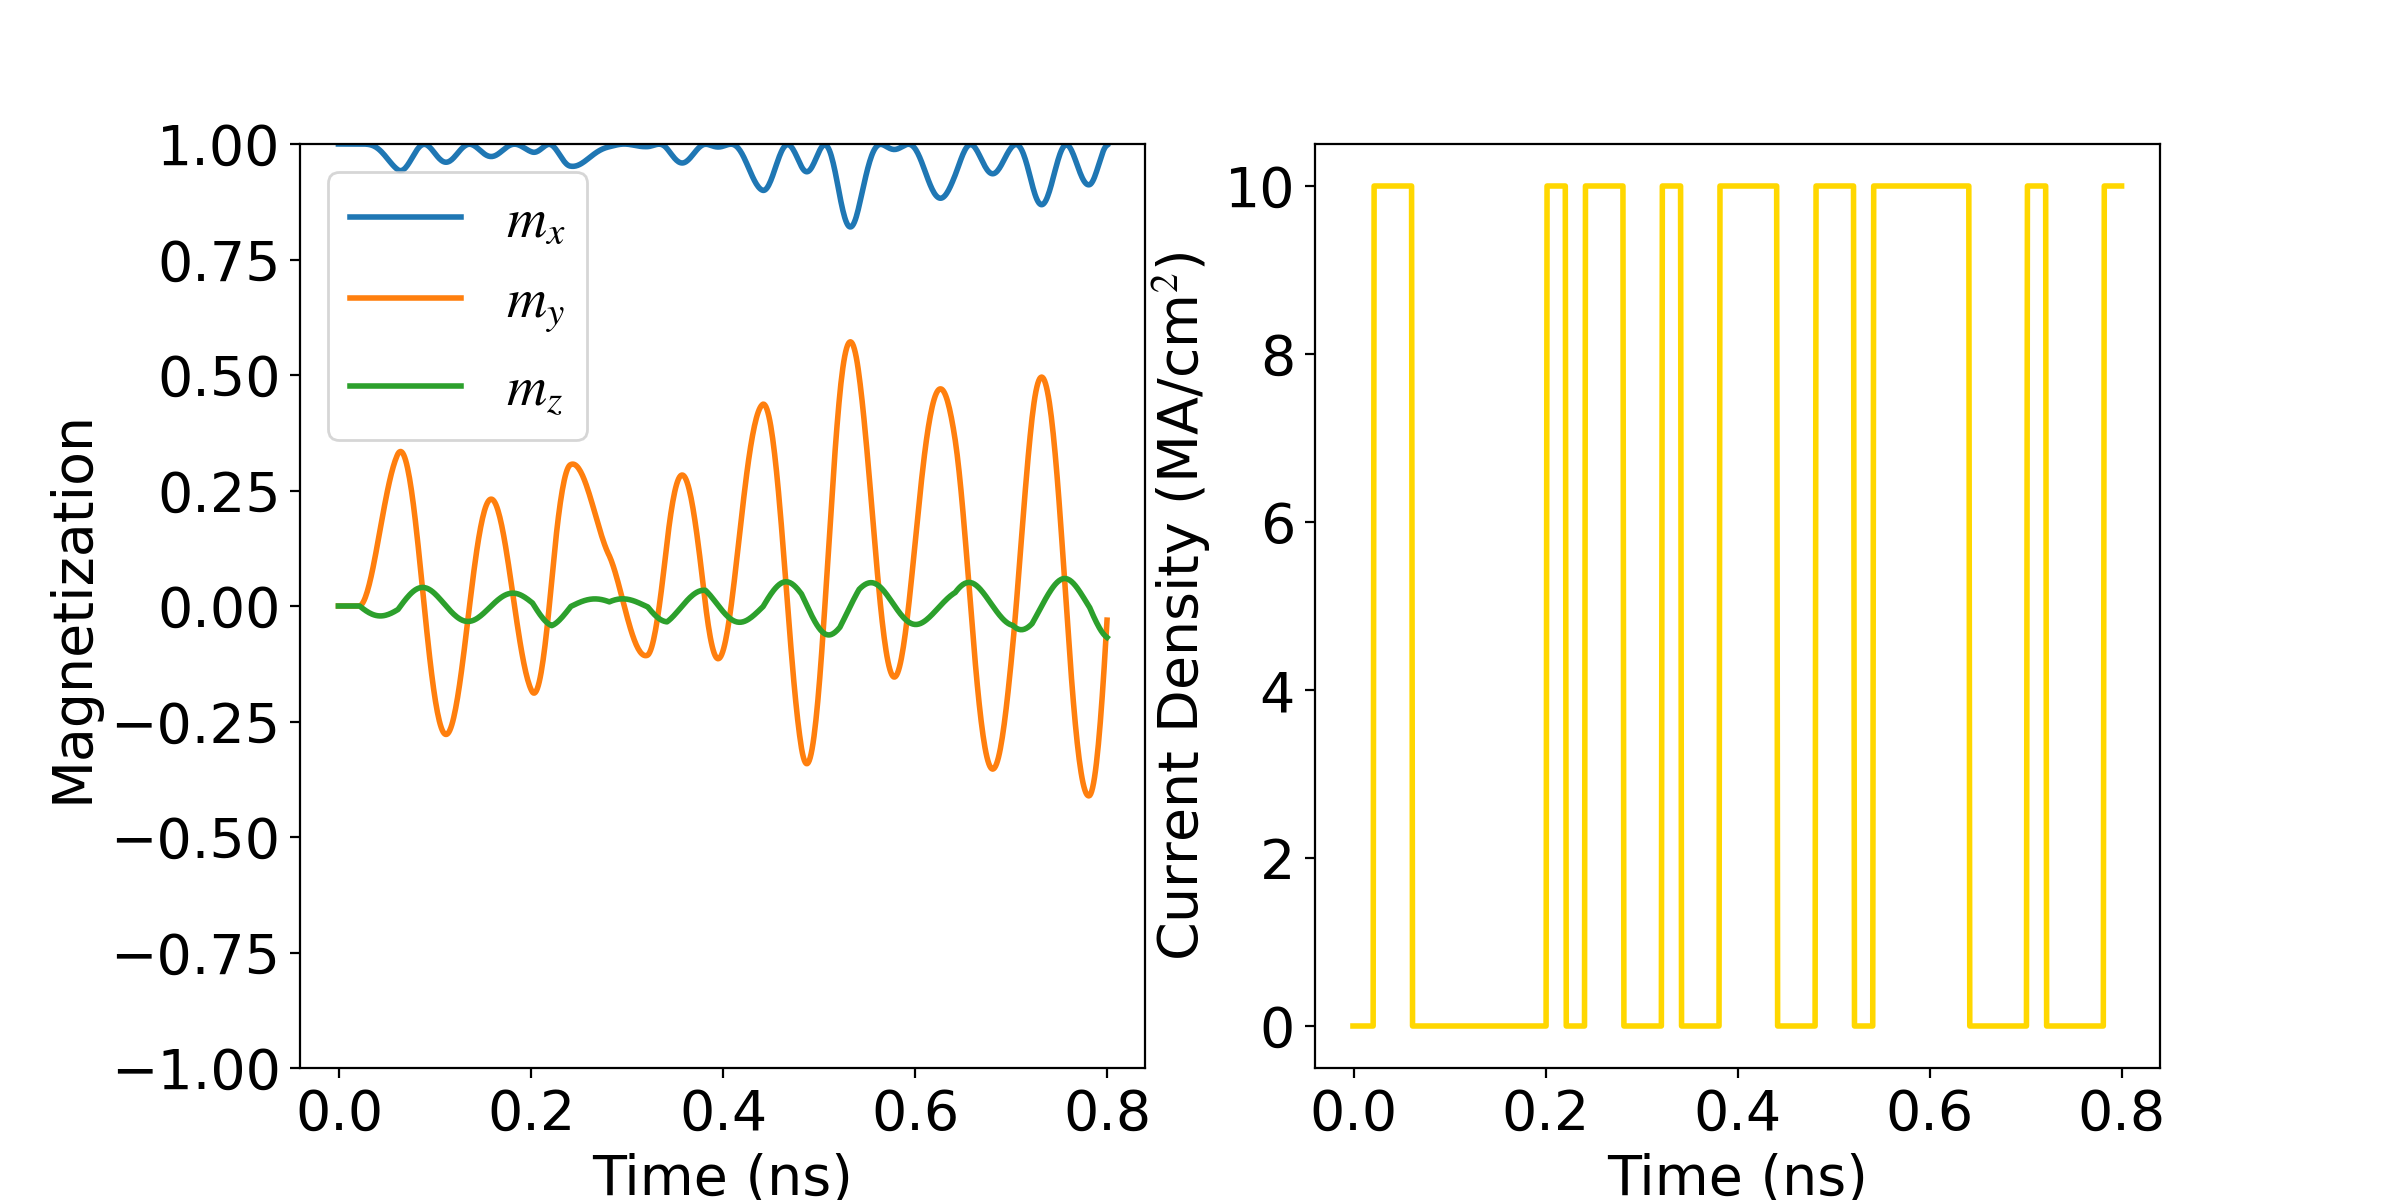 Magnetization
1.00
0.75
0.50
0.25
0.00
−0.25
−0.50
−0.75
−1.00
m_x
m_y
m_z
0.0 0.2 0.4 0.6 0.8
Time (ns)
Current Density (MA/cm²)
10
8
6
4
2
0
0.0 0.2 0.4 0.6 0.8
Time (ns)